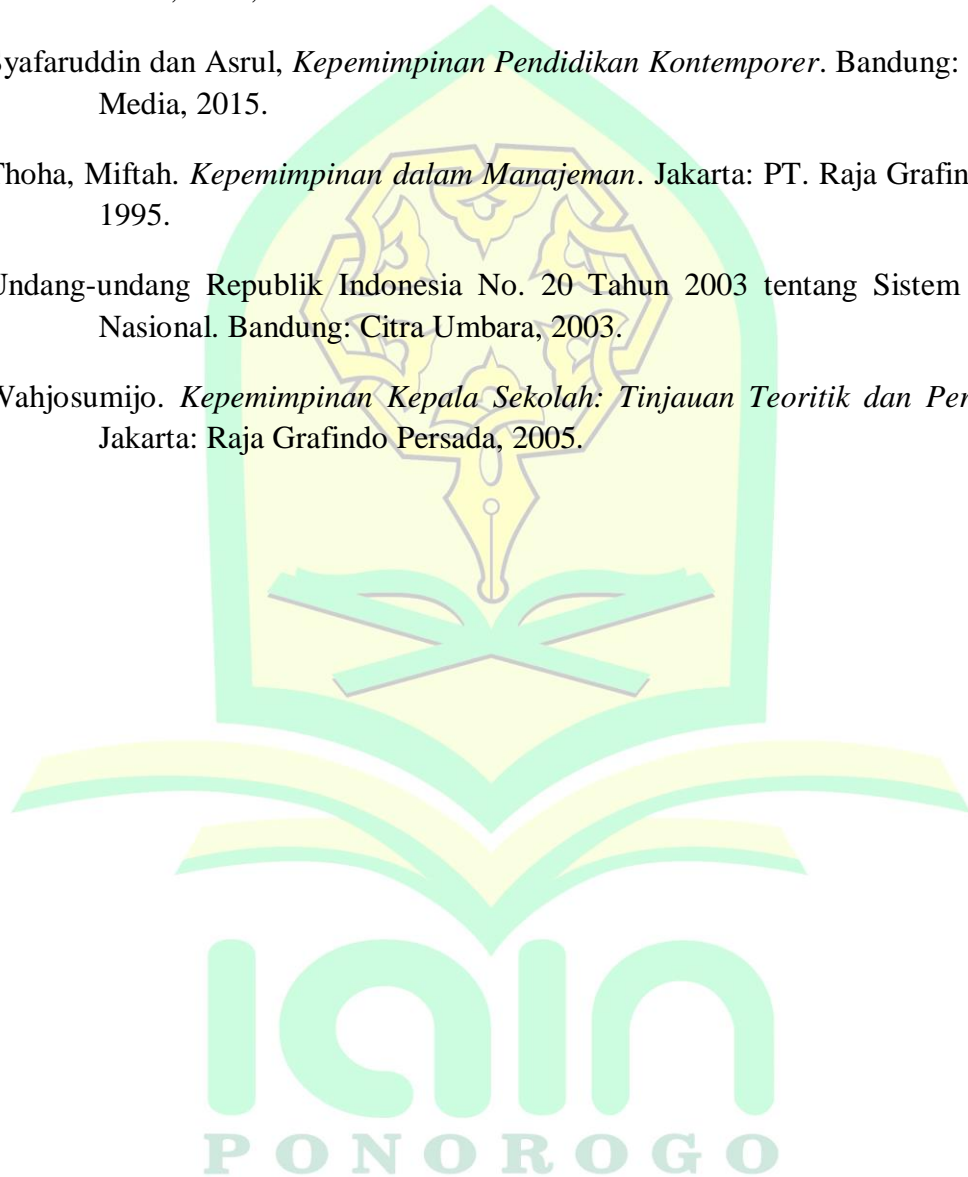 yafaruddin dan Asrul, Kepemimpinan Pendidikan Kontemporer. Bandung:
Media, 2015.
Thoha, Miftah. Kepemimpinan dalam Manajeman. Jakarta: PT. Raja Grafin
1995.
Undang-undang Republik Indonesia No. 20 Tahun 2003 tentang Sistem
Nasional. Bandung: Citra Umbara, 2003.
Wahjosumijo. Kepemimpinan Kepala Sekolah: Tinjauan Teoritik dan Per
Jakarta: Raja Grafindo Persada, 2005.
iain
PONOROGO